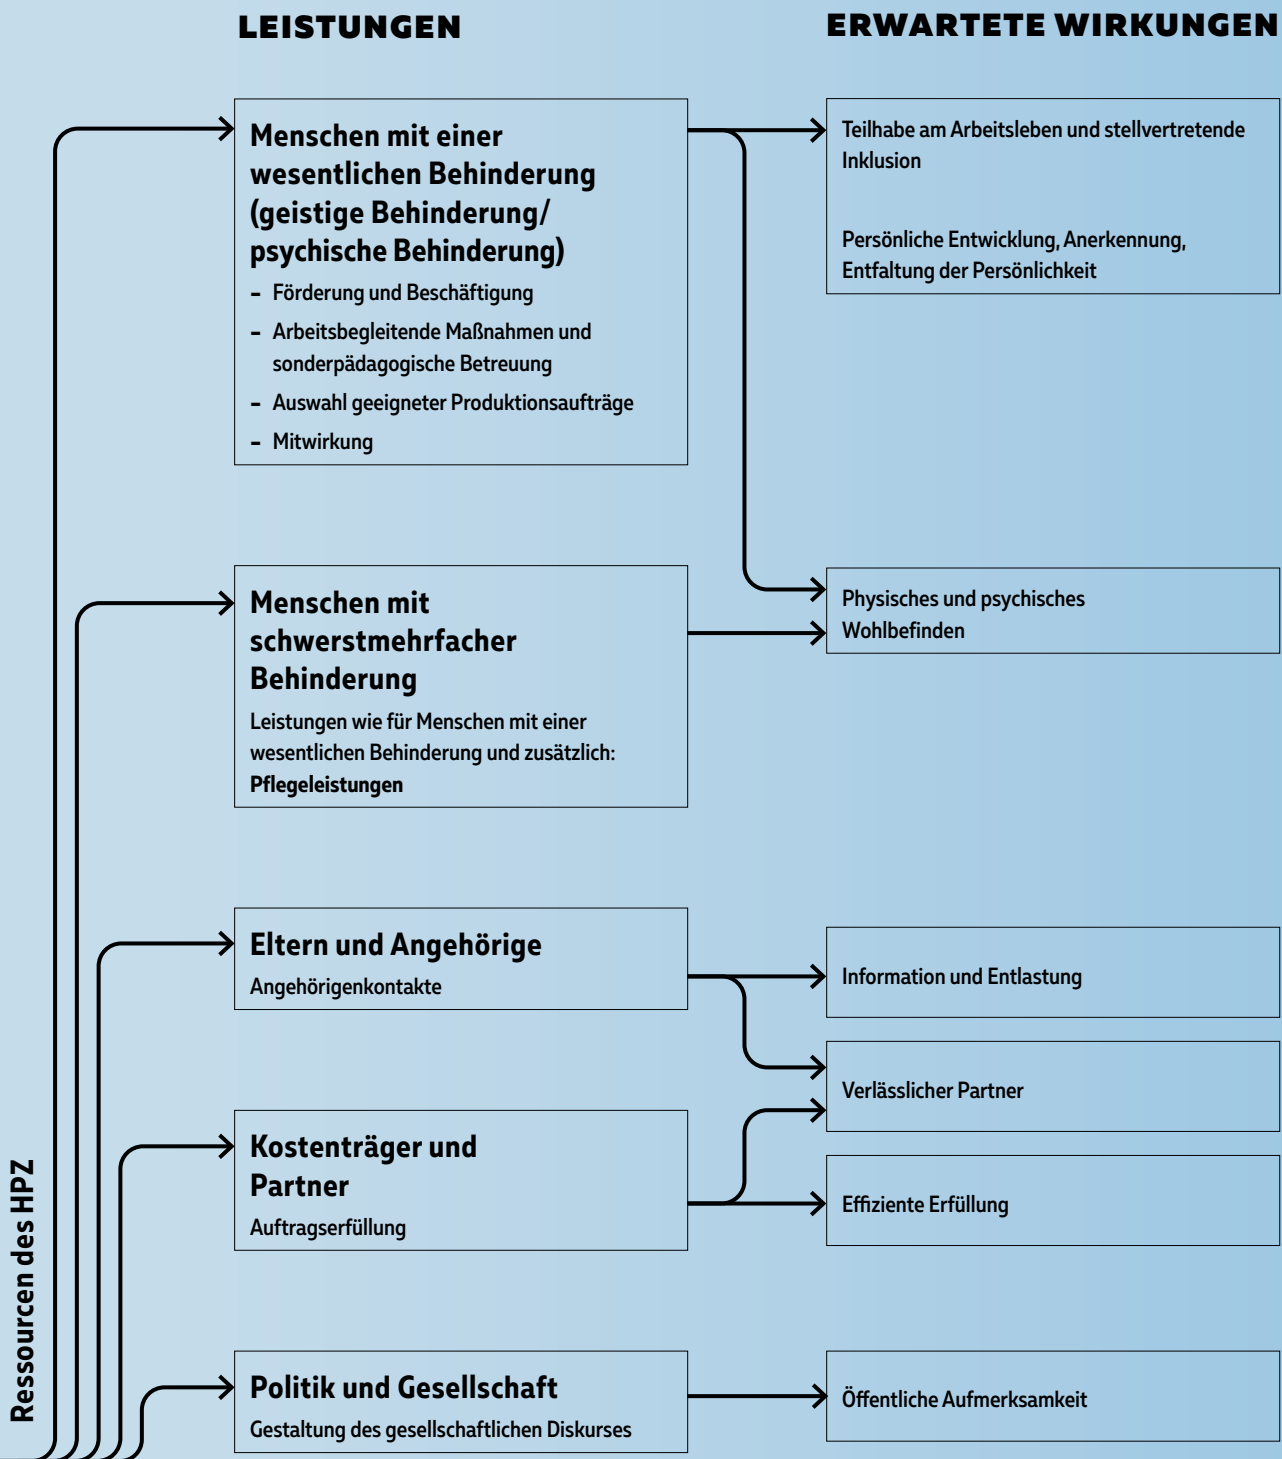 LEISTUNGEN
ERWARTETE WIRKUNGEN
Menschen mit einer
wesentlichen Behinderung
(geistige Behinderung/
psychische Behinderung)
– Förderung und Beschäftigung
– Arbeitsbegleitende Maßnahmen und
sonderpädagogische Betreuung
– Auswahl geeigneter Produktionsaufträge
– Mitwirkung
Teilhabe am Arbeitsleben und stellvertretende
Inklusion
Persönliche Entwicklung, Anerkennung,
Entfaltung der Persönlichkeit
Menschen mit
schwerstmehrfacher
Behinderung
Leistungen wie für Menschen mit einer
wesentlichen Behinderung und zusätzlich:
Pflegeleistungen
Physisches und psychisches
Wohlbefinden
Eltern und Angehörige
Angehörigenkontakte
Information und Entlastung
Verlässlicher Partner
Kostenträger und
Partner
Auftragserfüllung
Effiziente Erfüllung
Politik und Gesellschaft
Gestaltung des gesellschaftlichen Diskurses
Öffentliche Aufmerksamkeit
Ressourcen des HPZ